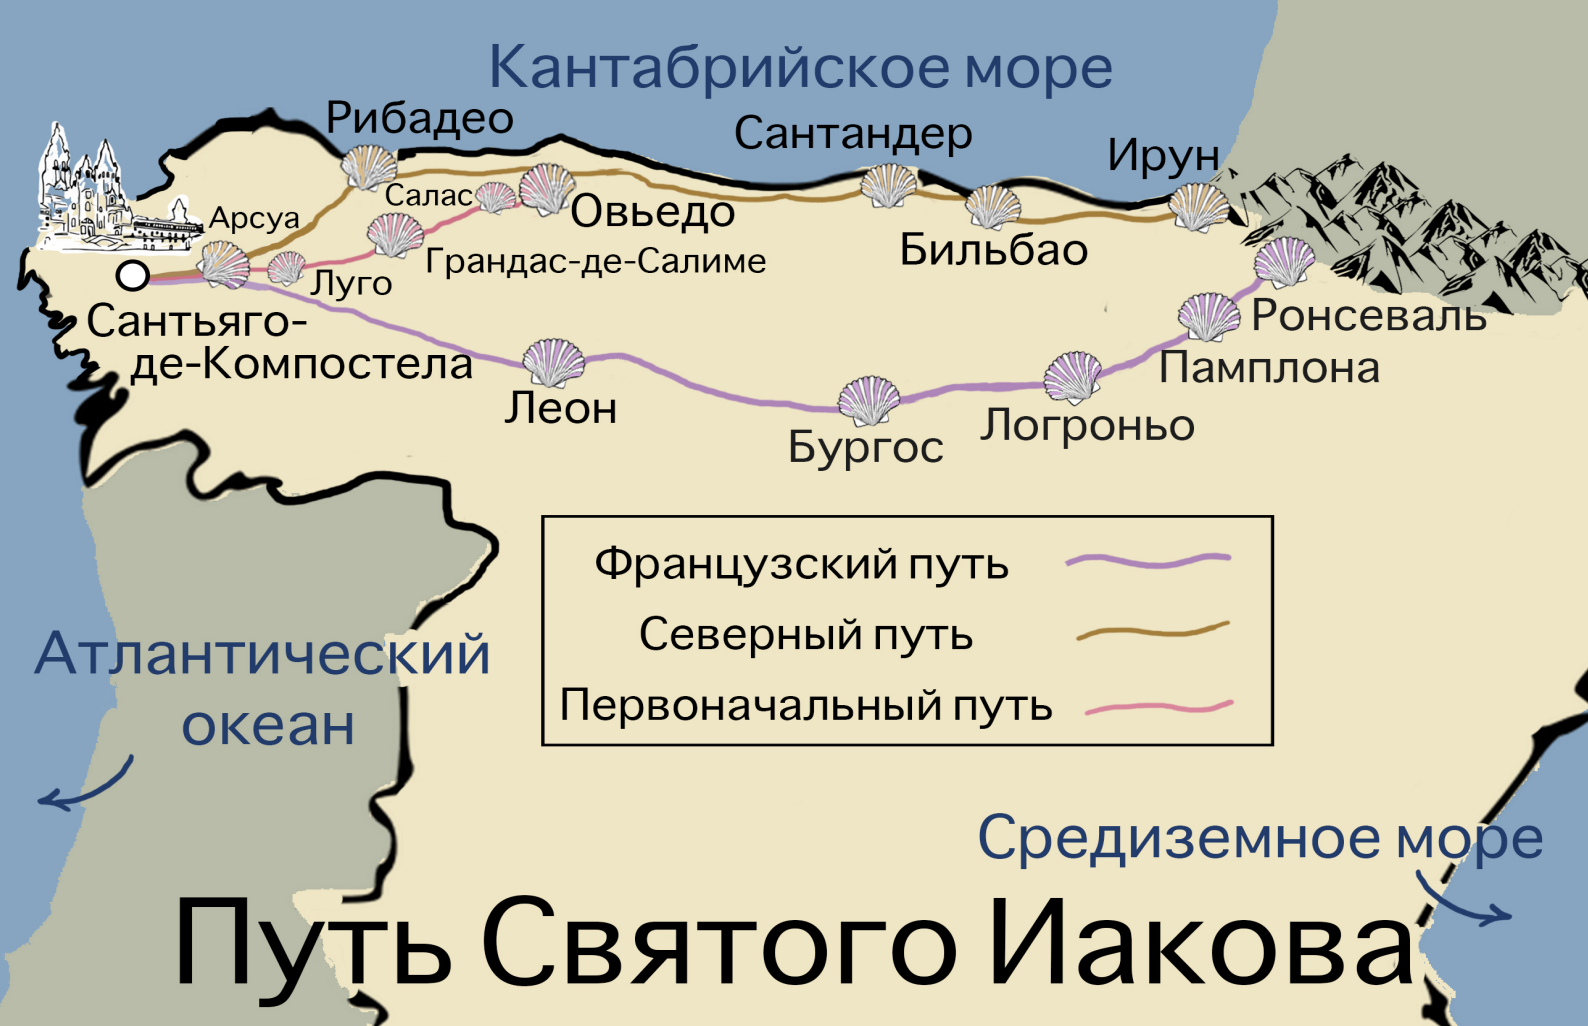 Кантабрийское море
Рибадео
Сантандер
Ирун
Салас
Арсуа
Овьедо
Бильбао
Грандас-де-Салиме
Луго
Сантьяго-
де-Компостела
Ронсеваль
Памплона
Леон
Логроньо
Бургос
Французский путь
Северный путь
Первоначальный путь
Атлантический
океан
Средиземное море
Путь Святого Иакова